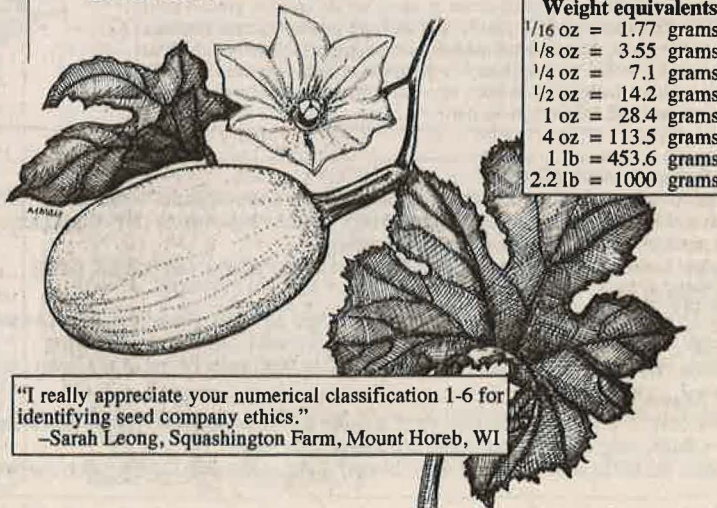 Weight equivalents
1/16 oz = 1.77 grams
1/8 oz = 3.55 grams
1/4 oz = 7.1 grams
1/2 oz = 14.2 grams
1 oz = 28.4 grams
4 oz = 113.5 grams
1 lb = 453.6 grams
2.2 lb = 1000 grams
“I really appreciate your numerical classification 1-6 for
identifying seed company ethics.”
–Sarah Leong, Squashington Farm, Mount Horeb, WI